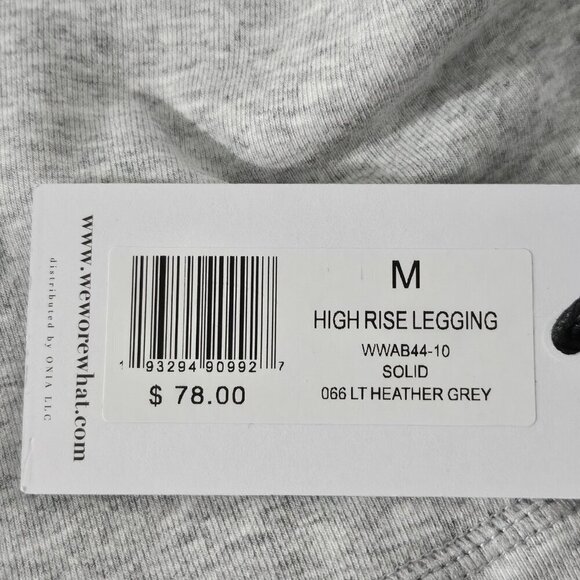 www.weworewhat.com
distributed by ONIA LLC
1 93294 90992 7
$ 78.00
M
HIGH RISE LEGGING
WWAB44-10
SOLID
066 LT HEATHER GREY